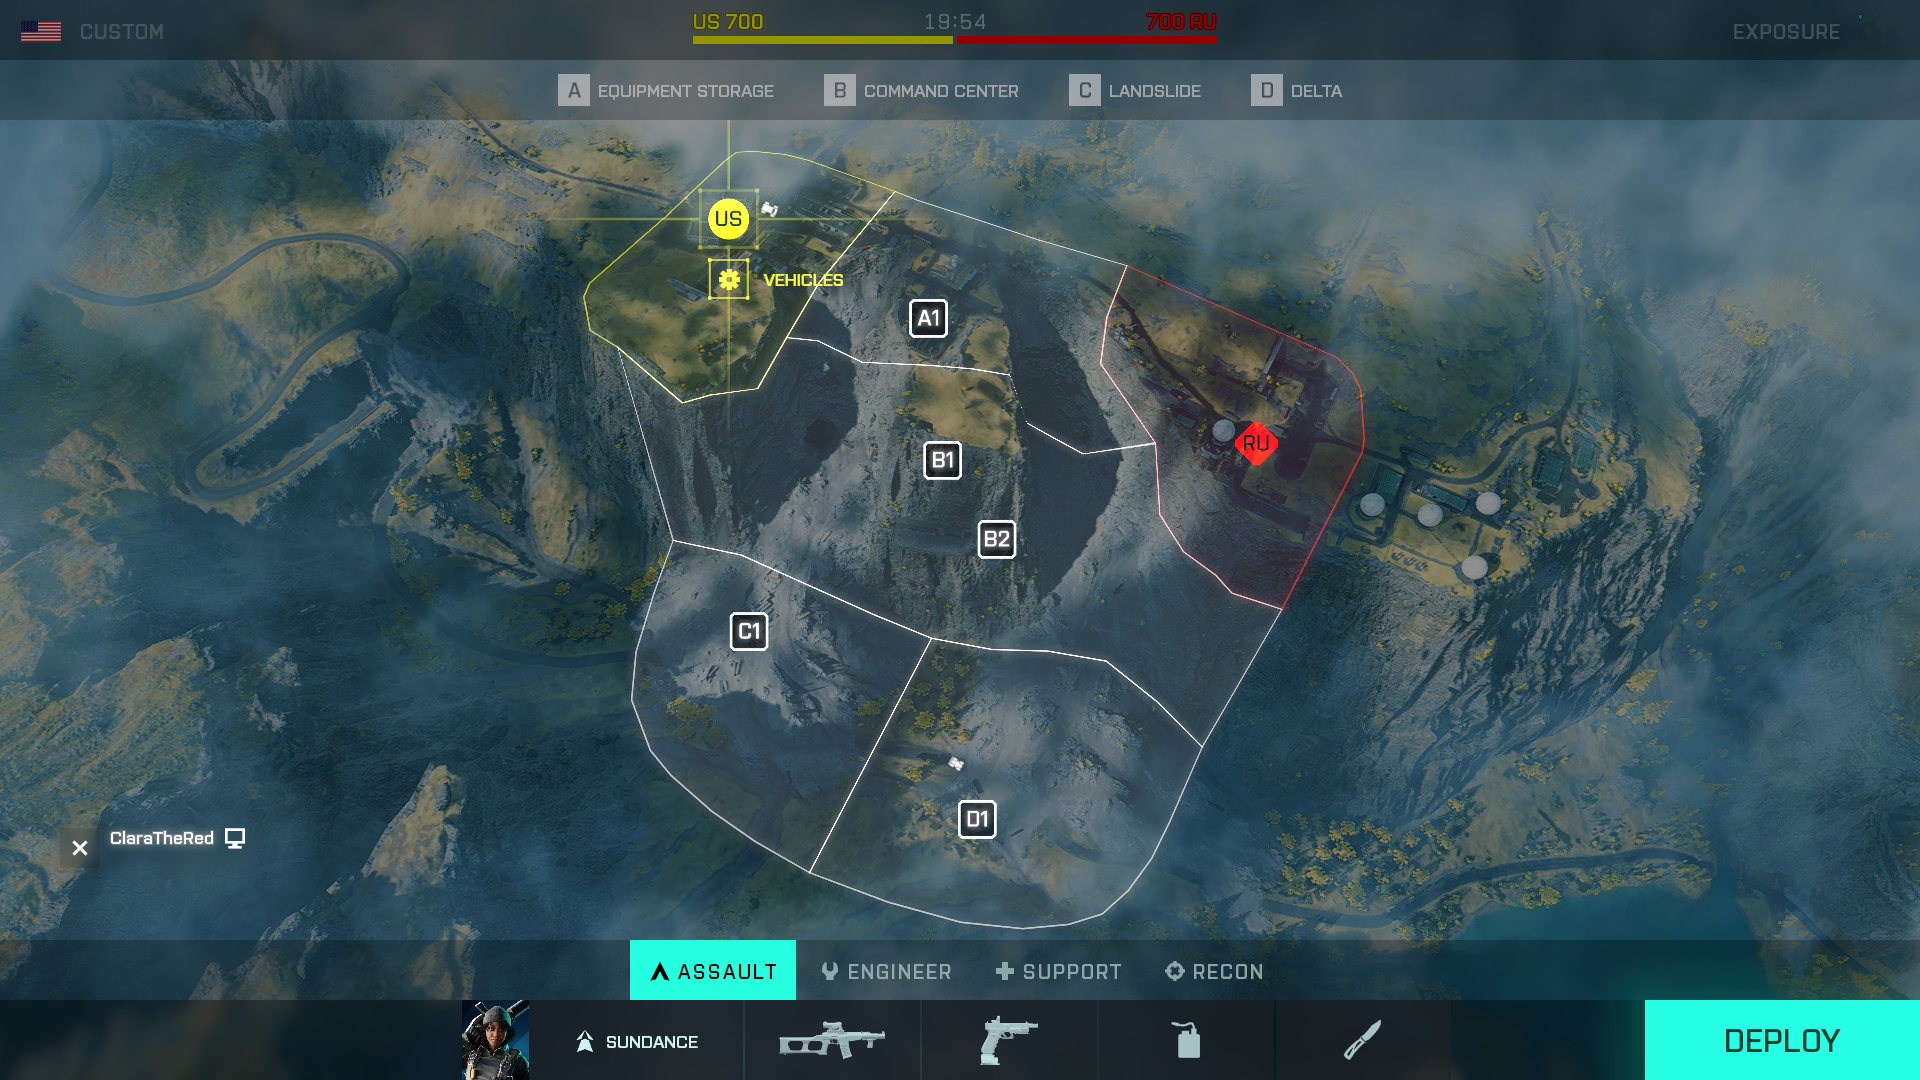 CUSTOM
US 700 19:54 700 RU
EXPOSURE
A EQUIPMENT STORAGE B COMMAND CENTER C LANDSLIDE D DELTA
US
VEHICLES
A1
RU
B1
B2
C1
D1
ClaraTheRed
ASSAULT ENGINEER SUPPORT RECON
SUNDANCE
DEPLOY